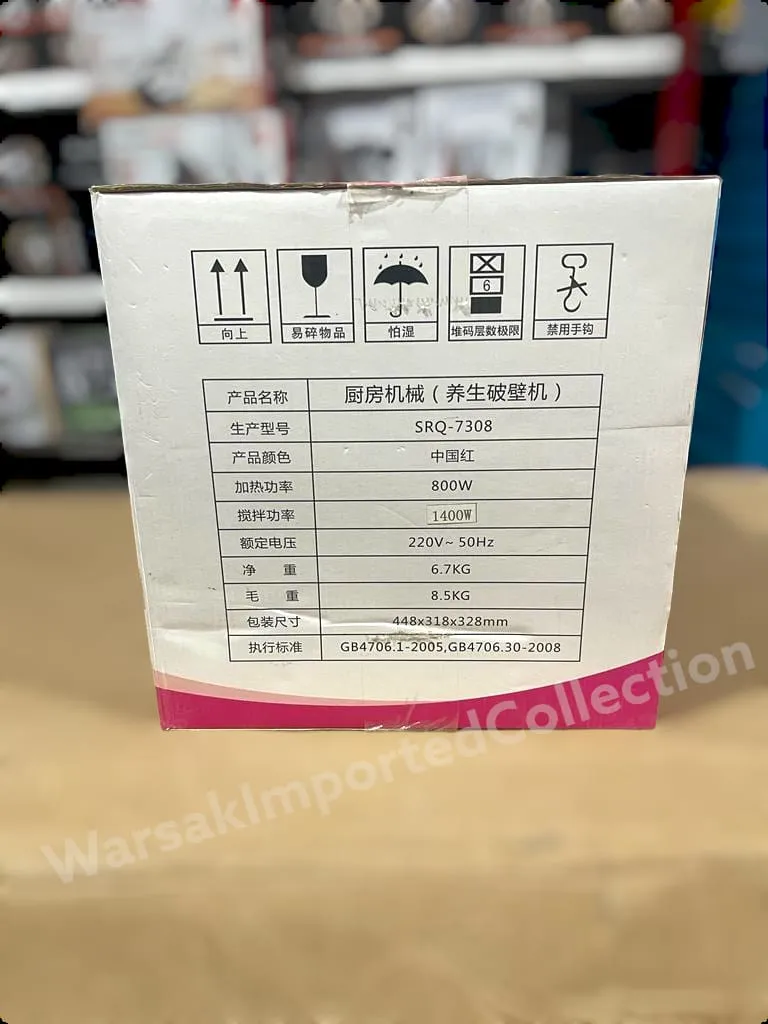 6
向上 易碎物品 怕湿 堆码层数极限 禁用手钩
产品名称 厨房机械（养生破壁机）
生产型号 SRQ-7308
产品颜色 中国红
加热功率 800W
搅拌功率 1400W
额定电压 220V~50Hz
净 重 6.7KG
毛 重 8.5KG
包装尺寸 448x318x328mm
执行标准 GB4706.1-2005,GB4706.30-2008
WarsakImportedCollection